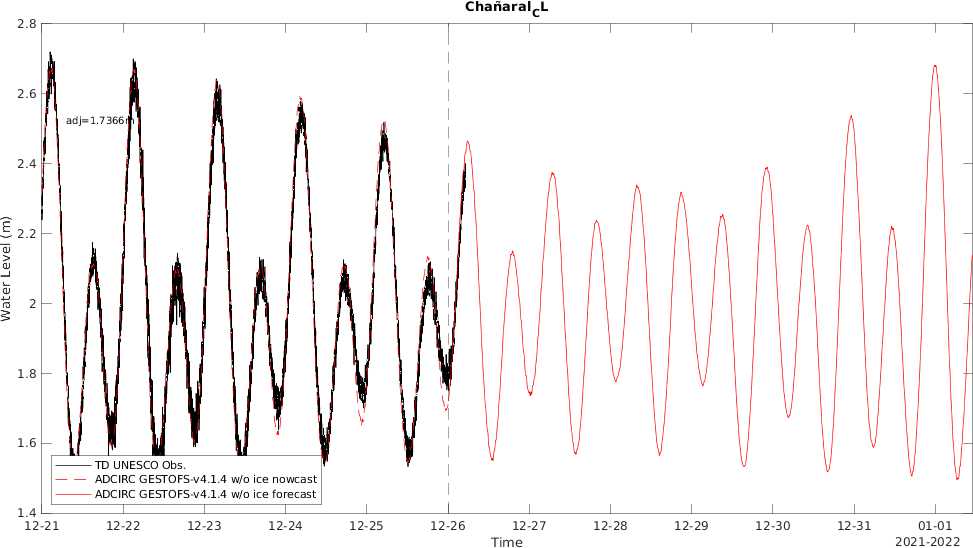 Chañaral_CL
2.8
2.6
2.4
2.2
2
1.8
1.6
1.4
Water Level (m)
adj=1.7366m
TD UNESCO Obs.
ADCIRC GESTOFS-v4.1.4 w/o ice nowcast
ADCIRC GESTOFS-v4.1.4 w/o ice forecast
12-21 12-22 12-23 12-24 12-25 12-26 12-27 12-28 12-29 12-30 12-31 01-01
Time
2021-2022